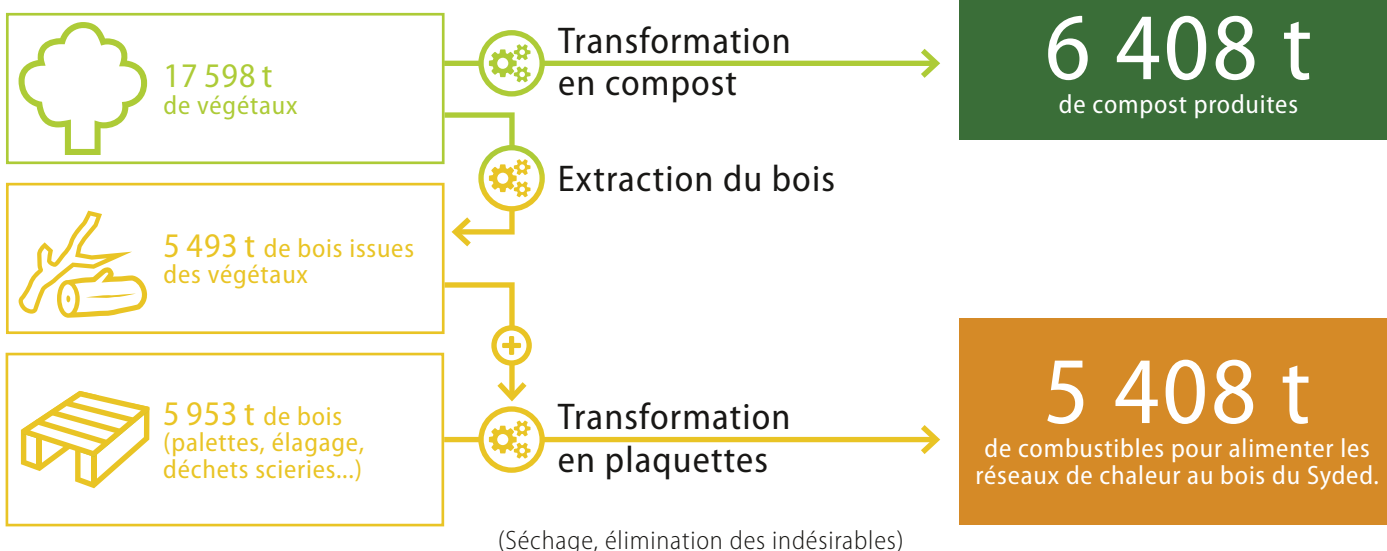 17 598 t
de végétaux
Transformation
en compost
6 408 t
de compost produites
Extraction du bois
5 493 t de bois issues
des végétaux
5 953 t de bois
(palettes, élagage,
déchets scieries...)
Transformation
en plaquettes
5 408 t
de combustibles pour alimenter les
réseaux de chaleur au bois du Syded.
(Séchage, élimination des indésirables)